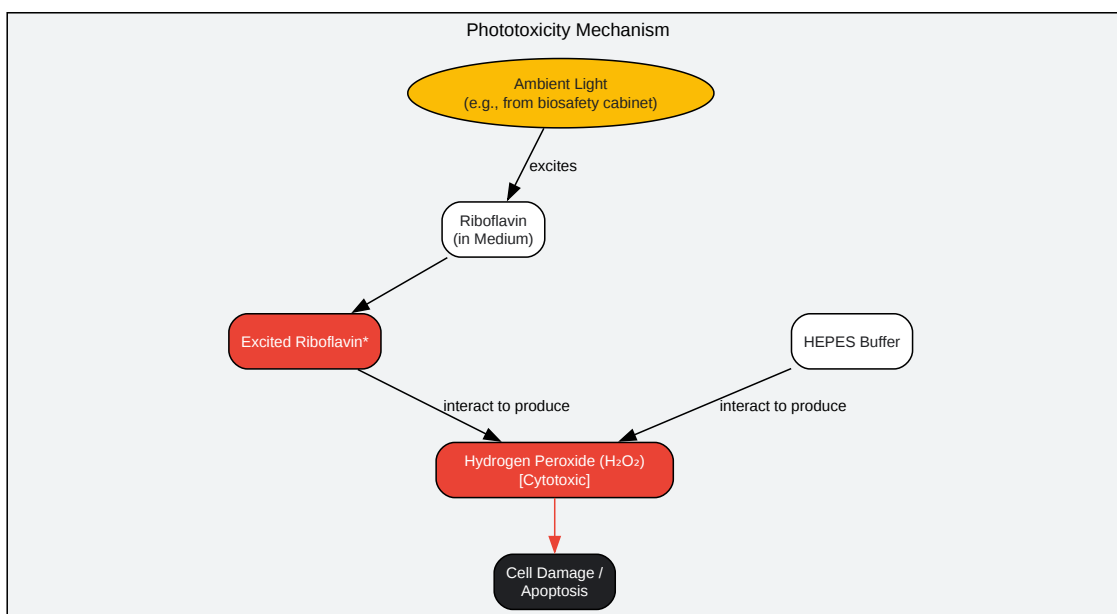 Phototoxicity Mechanism
Ambient Light
(e.g., from biosafety cabinet)
excites
Riboflavin
(in Medium)
Excited Riboflavin*
HEPES Buffer
interact to produce
interact to produce
Hydrogen Peroxide (H₂O₂)
[Cytotoxic]
Cell Damage /
Apoptosis